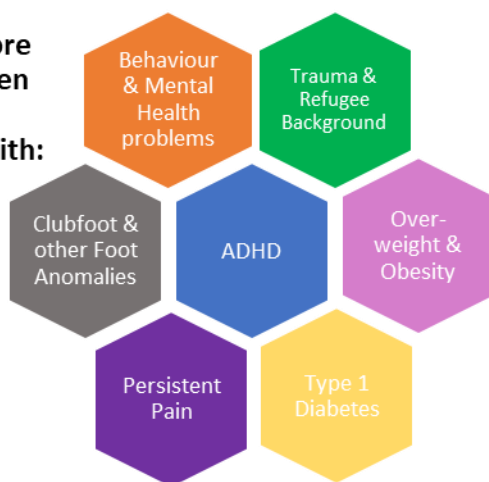 ore
en
ith:
Behaviour
& Mental
Health
problems
Trauma &
Refugee
Background
Clubfoot &
other Foot
Anomalies
ADHD
Over-
weight &
Obesity
Persistent
Pain
Type 1
Diabetes